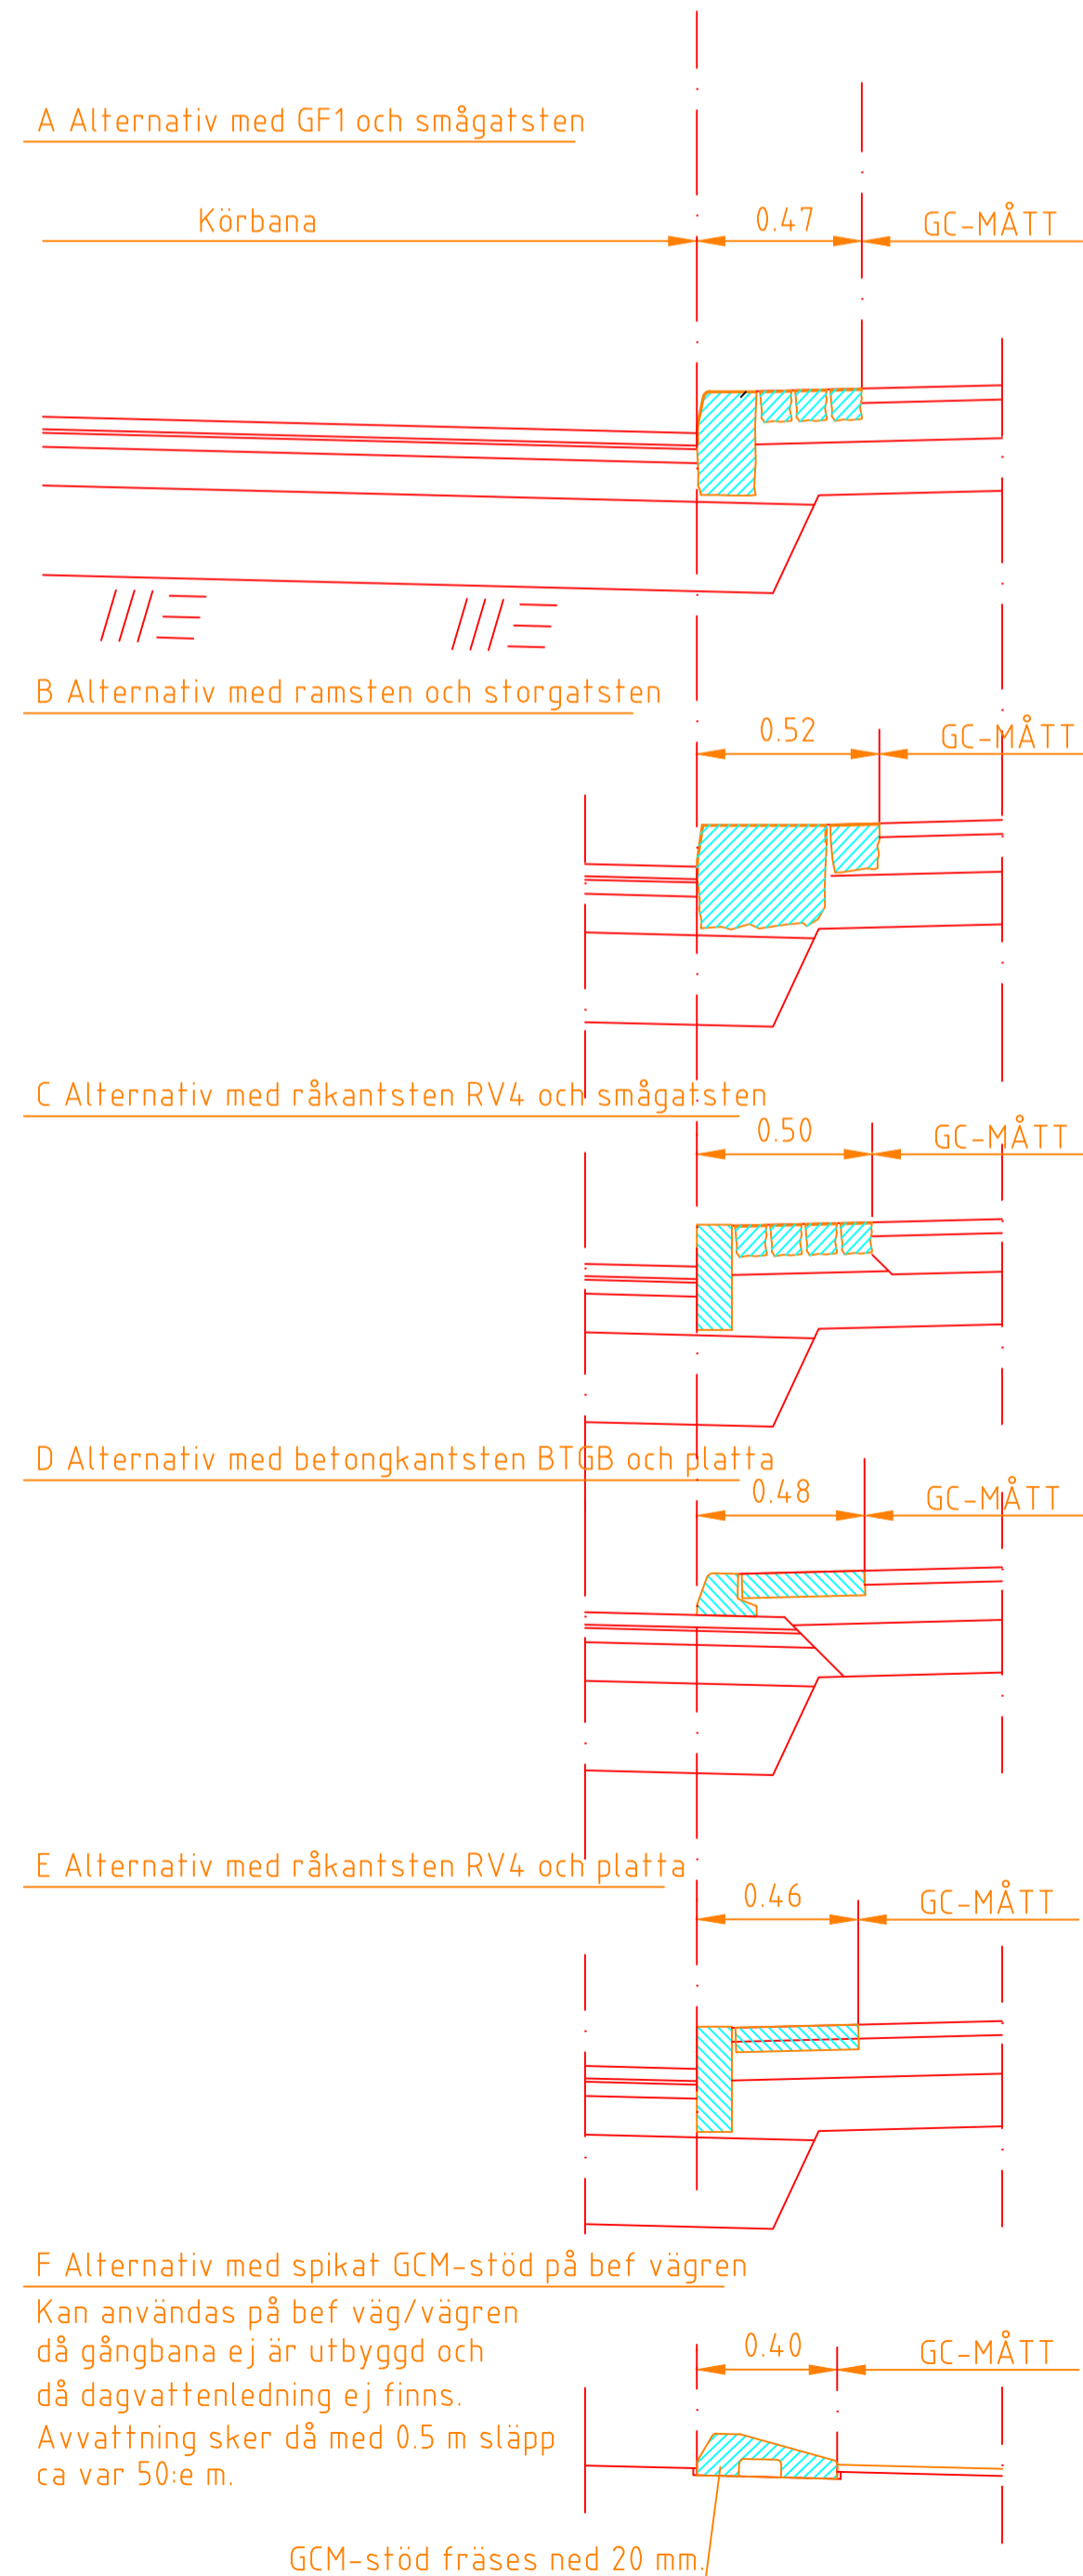 A Alternativ med GF1 och smågatsten
Körbana
0.47
GC-MÅTT
B Alternativ med ramsten och storgatsten
0.52
GC-MÅTT
C Alternativ med råkantsten RV4 och smågatsten
0.50
GC-MÅTT
D Alternativ med betongkantsten BTGB och platta
0.48
GC-MÅTT
E Alternativ med råkantsten RV4 och platta
0.46
GC-MÅTT
F Alternativ med spikat GCM-stöd på bef vägren
Kan användas på bef väg/vägren
då gångbana ej är utbyggd och
då dagvattenledning ej finns.
Avvattning sker då med 0.5 m släpp
ca var 50:e m.
0.40
GC-MÅTT
GCM-stöd fräses ned 20 mm.